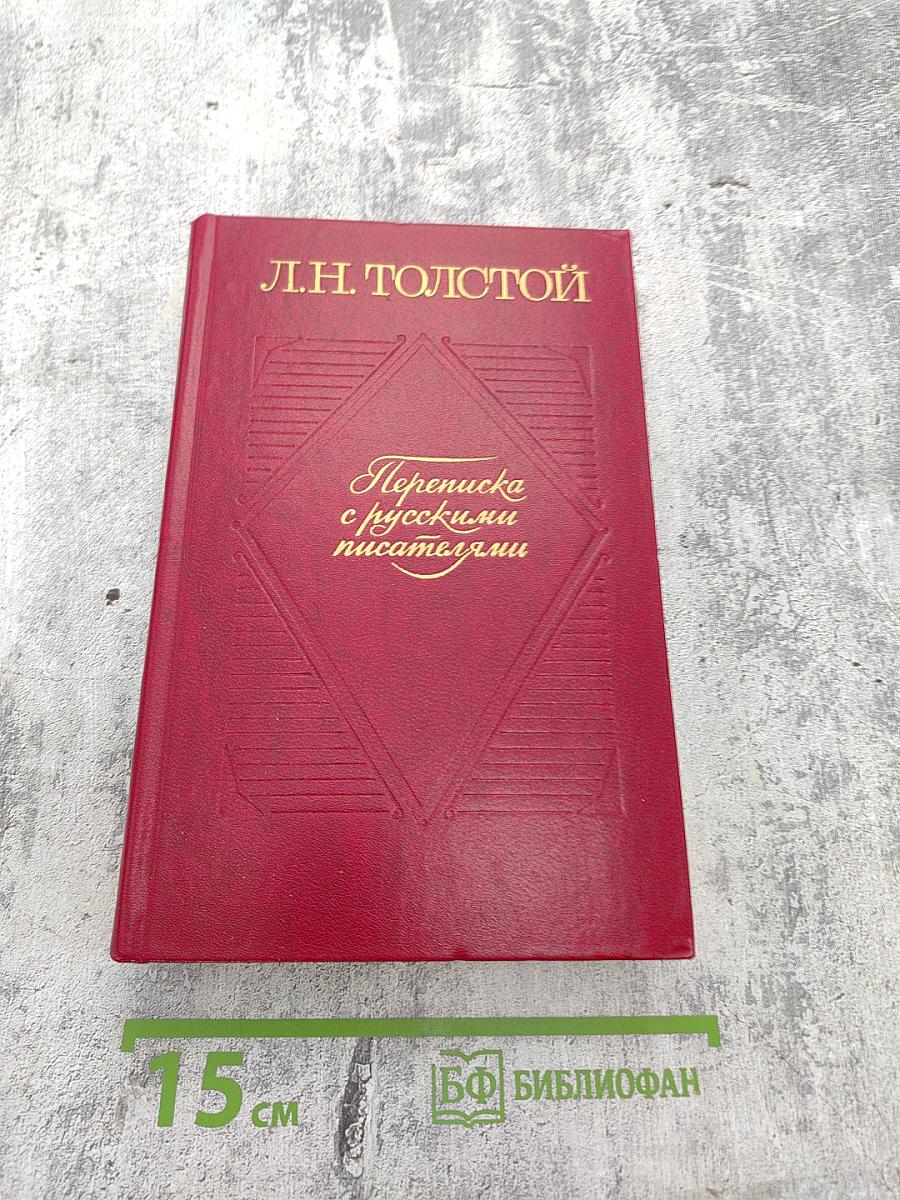 Л.Н. ТОЛСТОЙ
Переписка
с русскими
писателями
15 см
БФ БИБЛИОФАН